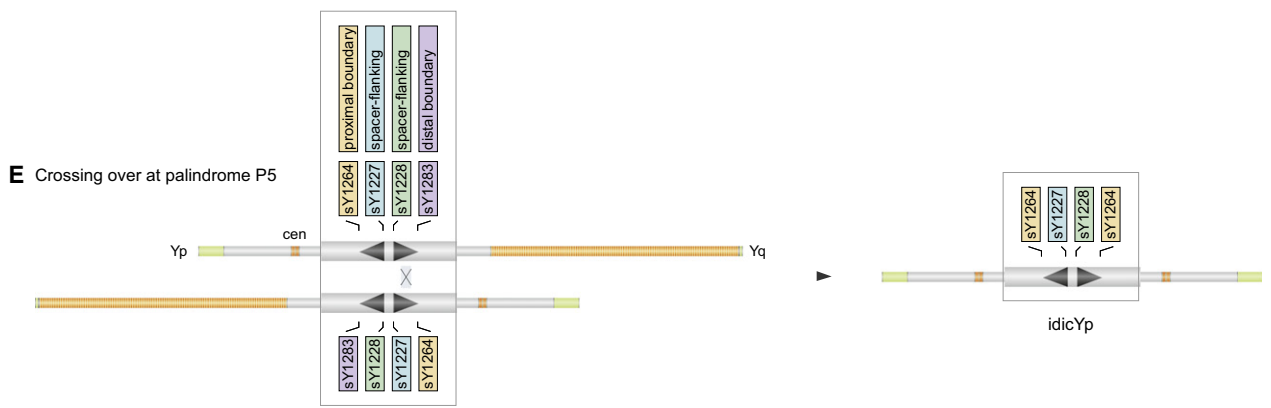 proximal boundary
spacer-flanking
spacer-flanking
distal boundary
E Crossing over at palindrome P5
sY1264
sY1227
sY1228
sY1283
sY1264
sY1227
sY1228
sY1264
cen
Yp
Yq
idicYp
sY1283
sY1228
sY1227
sY1264